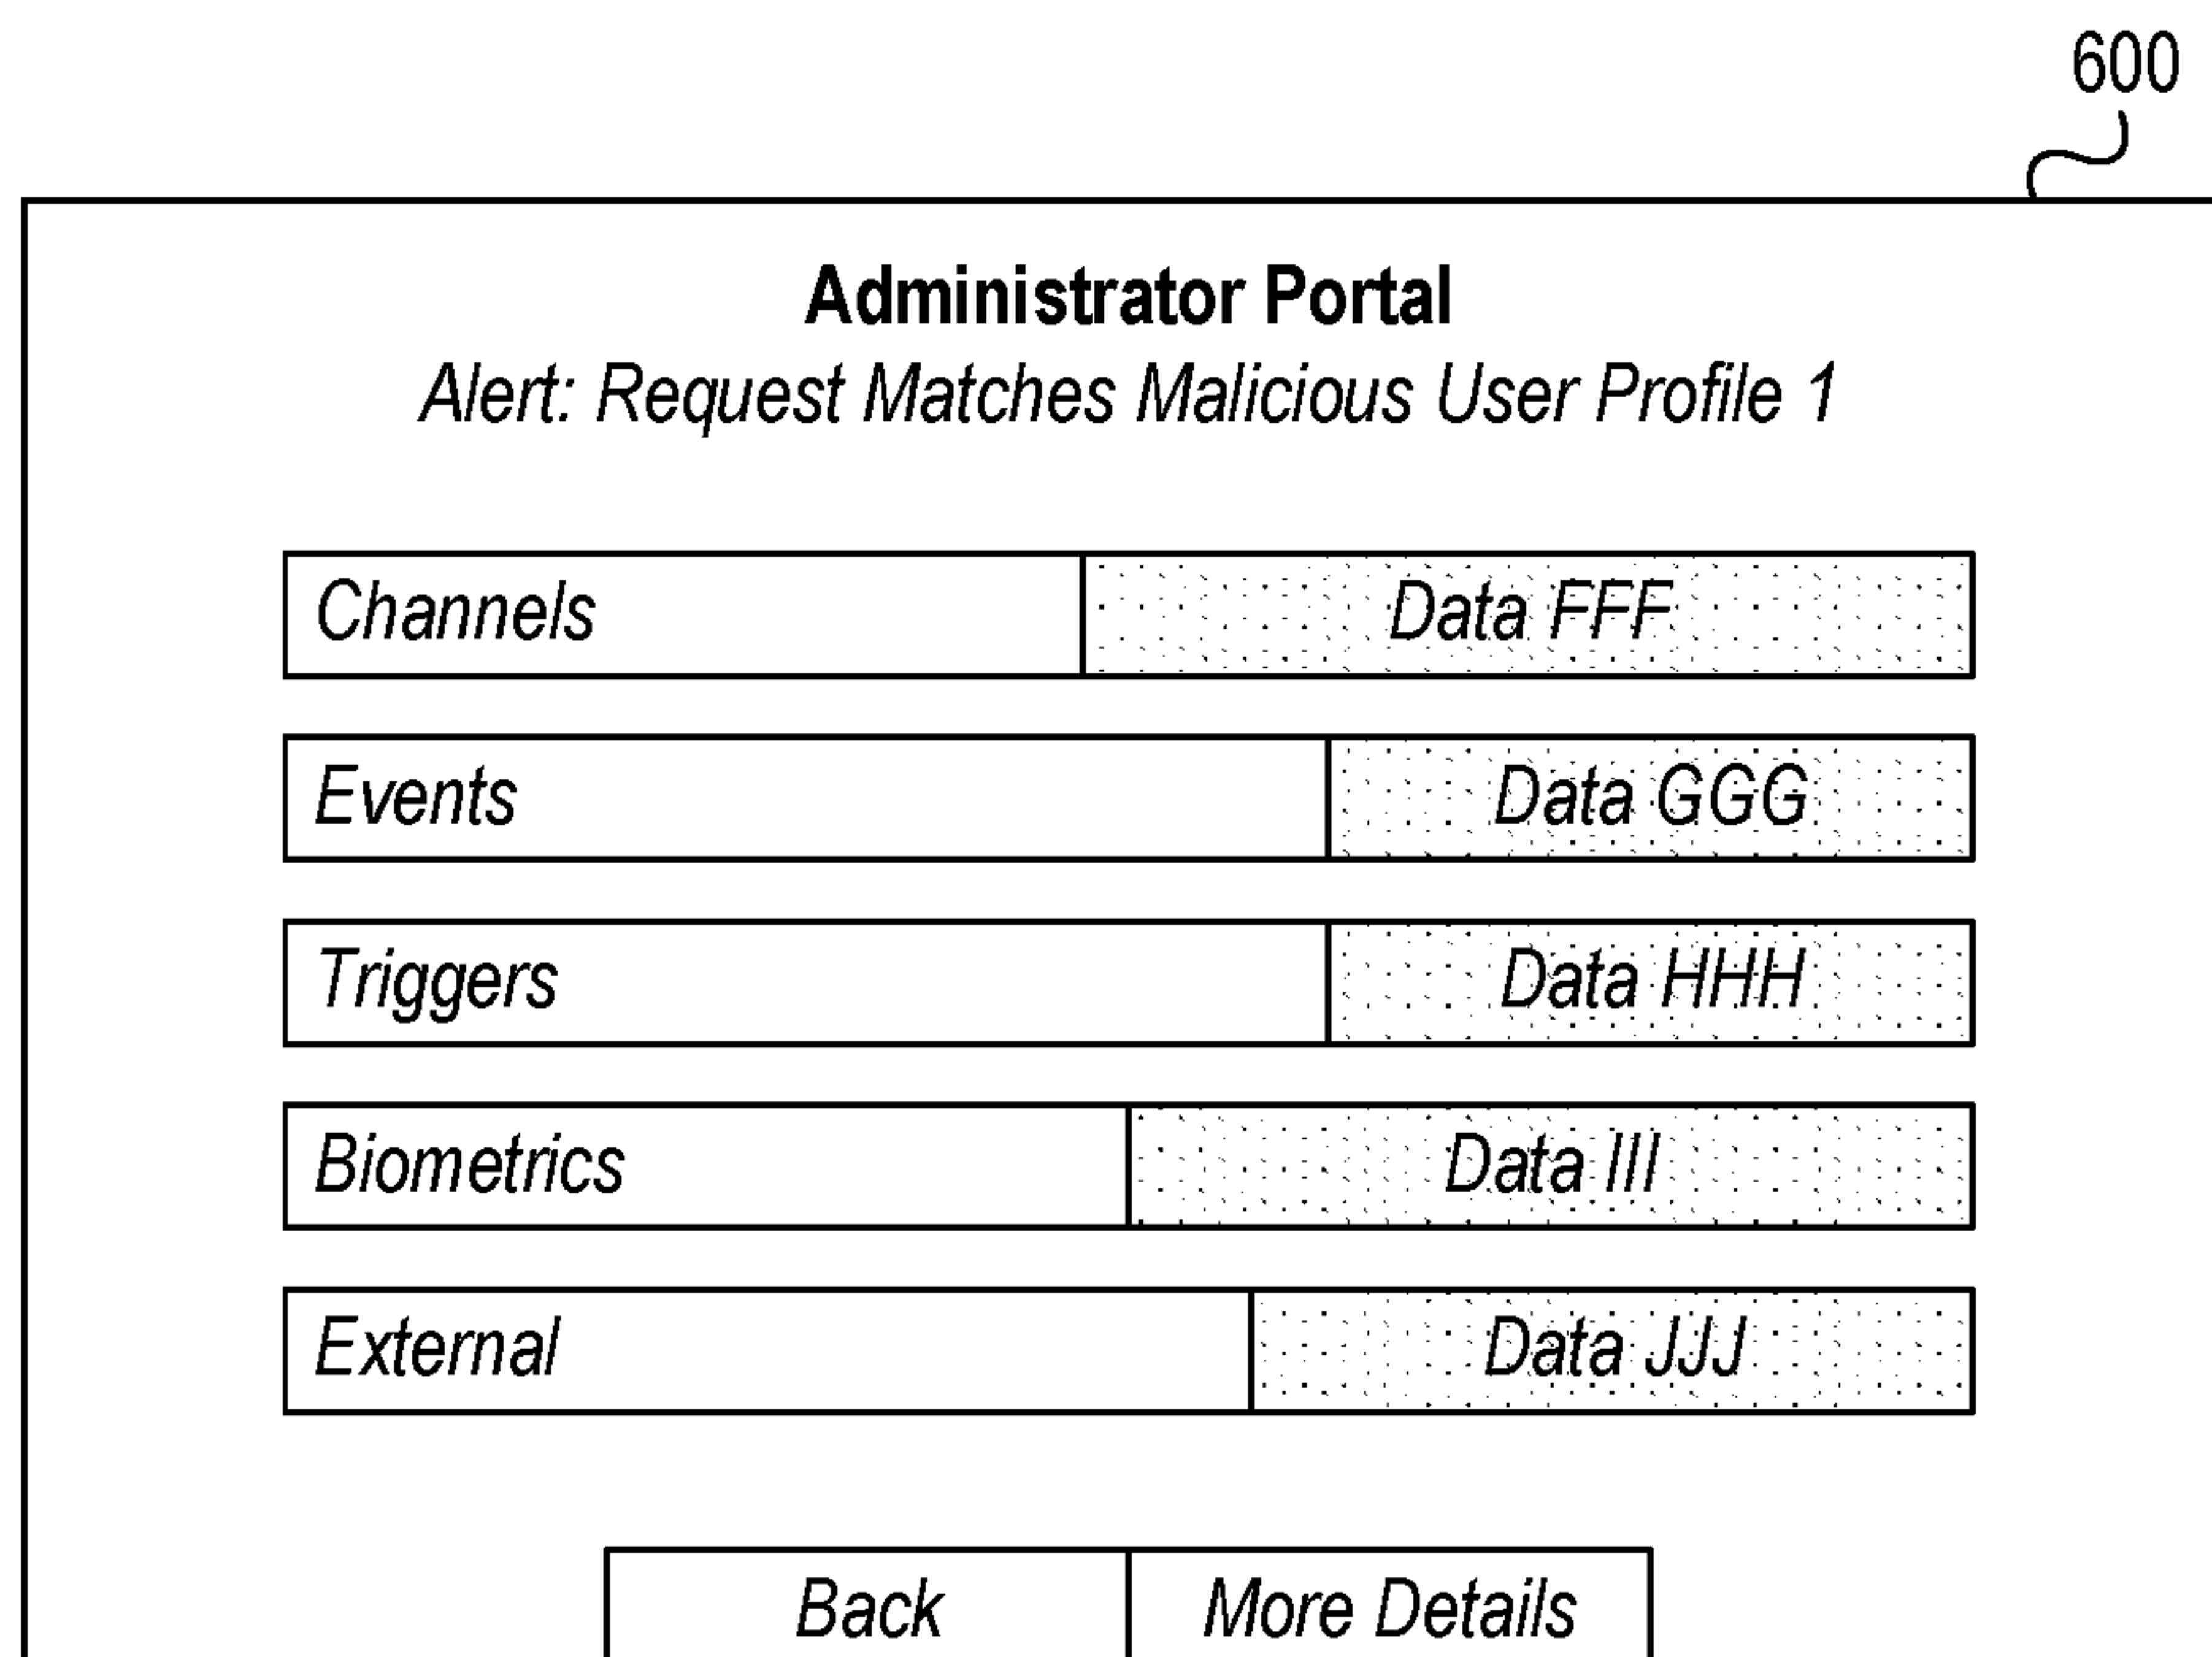 600
Administrator Portal
Alert: Request Matches Malicious User Profile 1
Channels Data FFF
Events Data GGG
Triggers Data HHH
Biometrics Data III
External Data JJJ
Back More Details